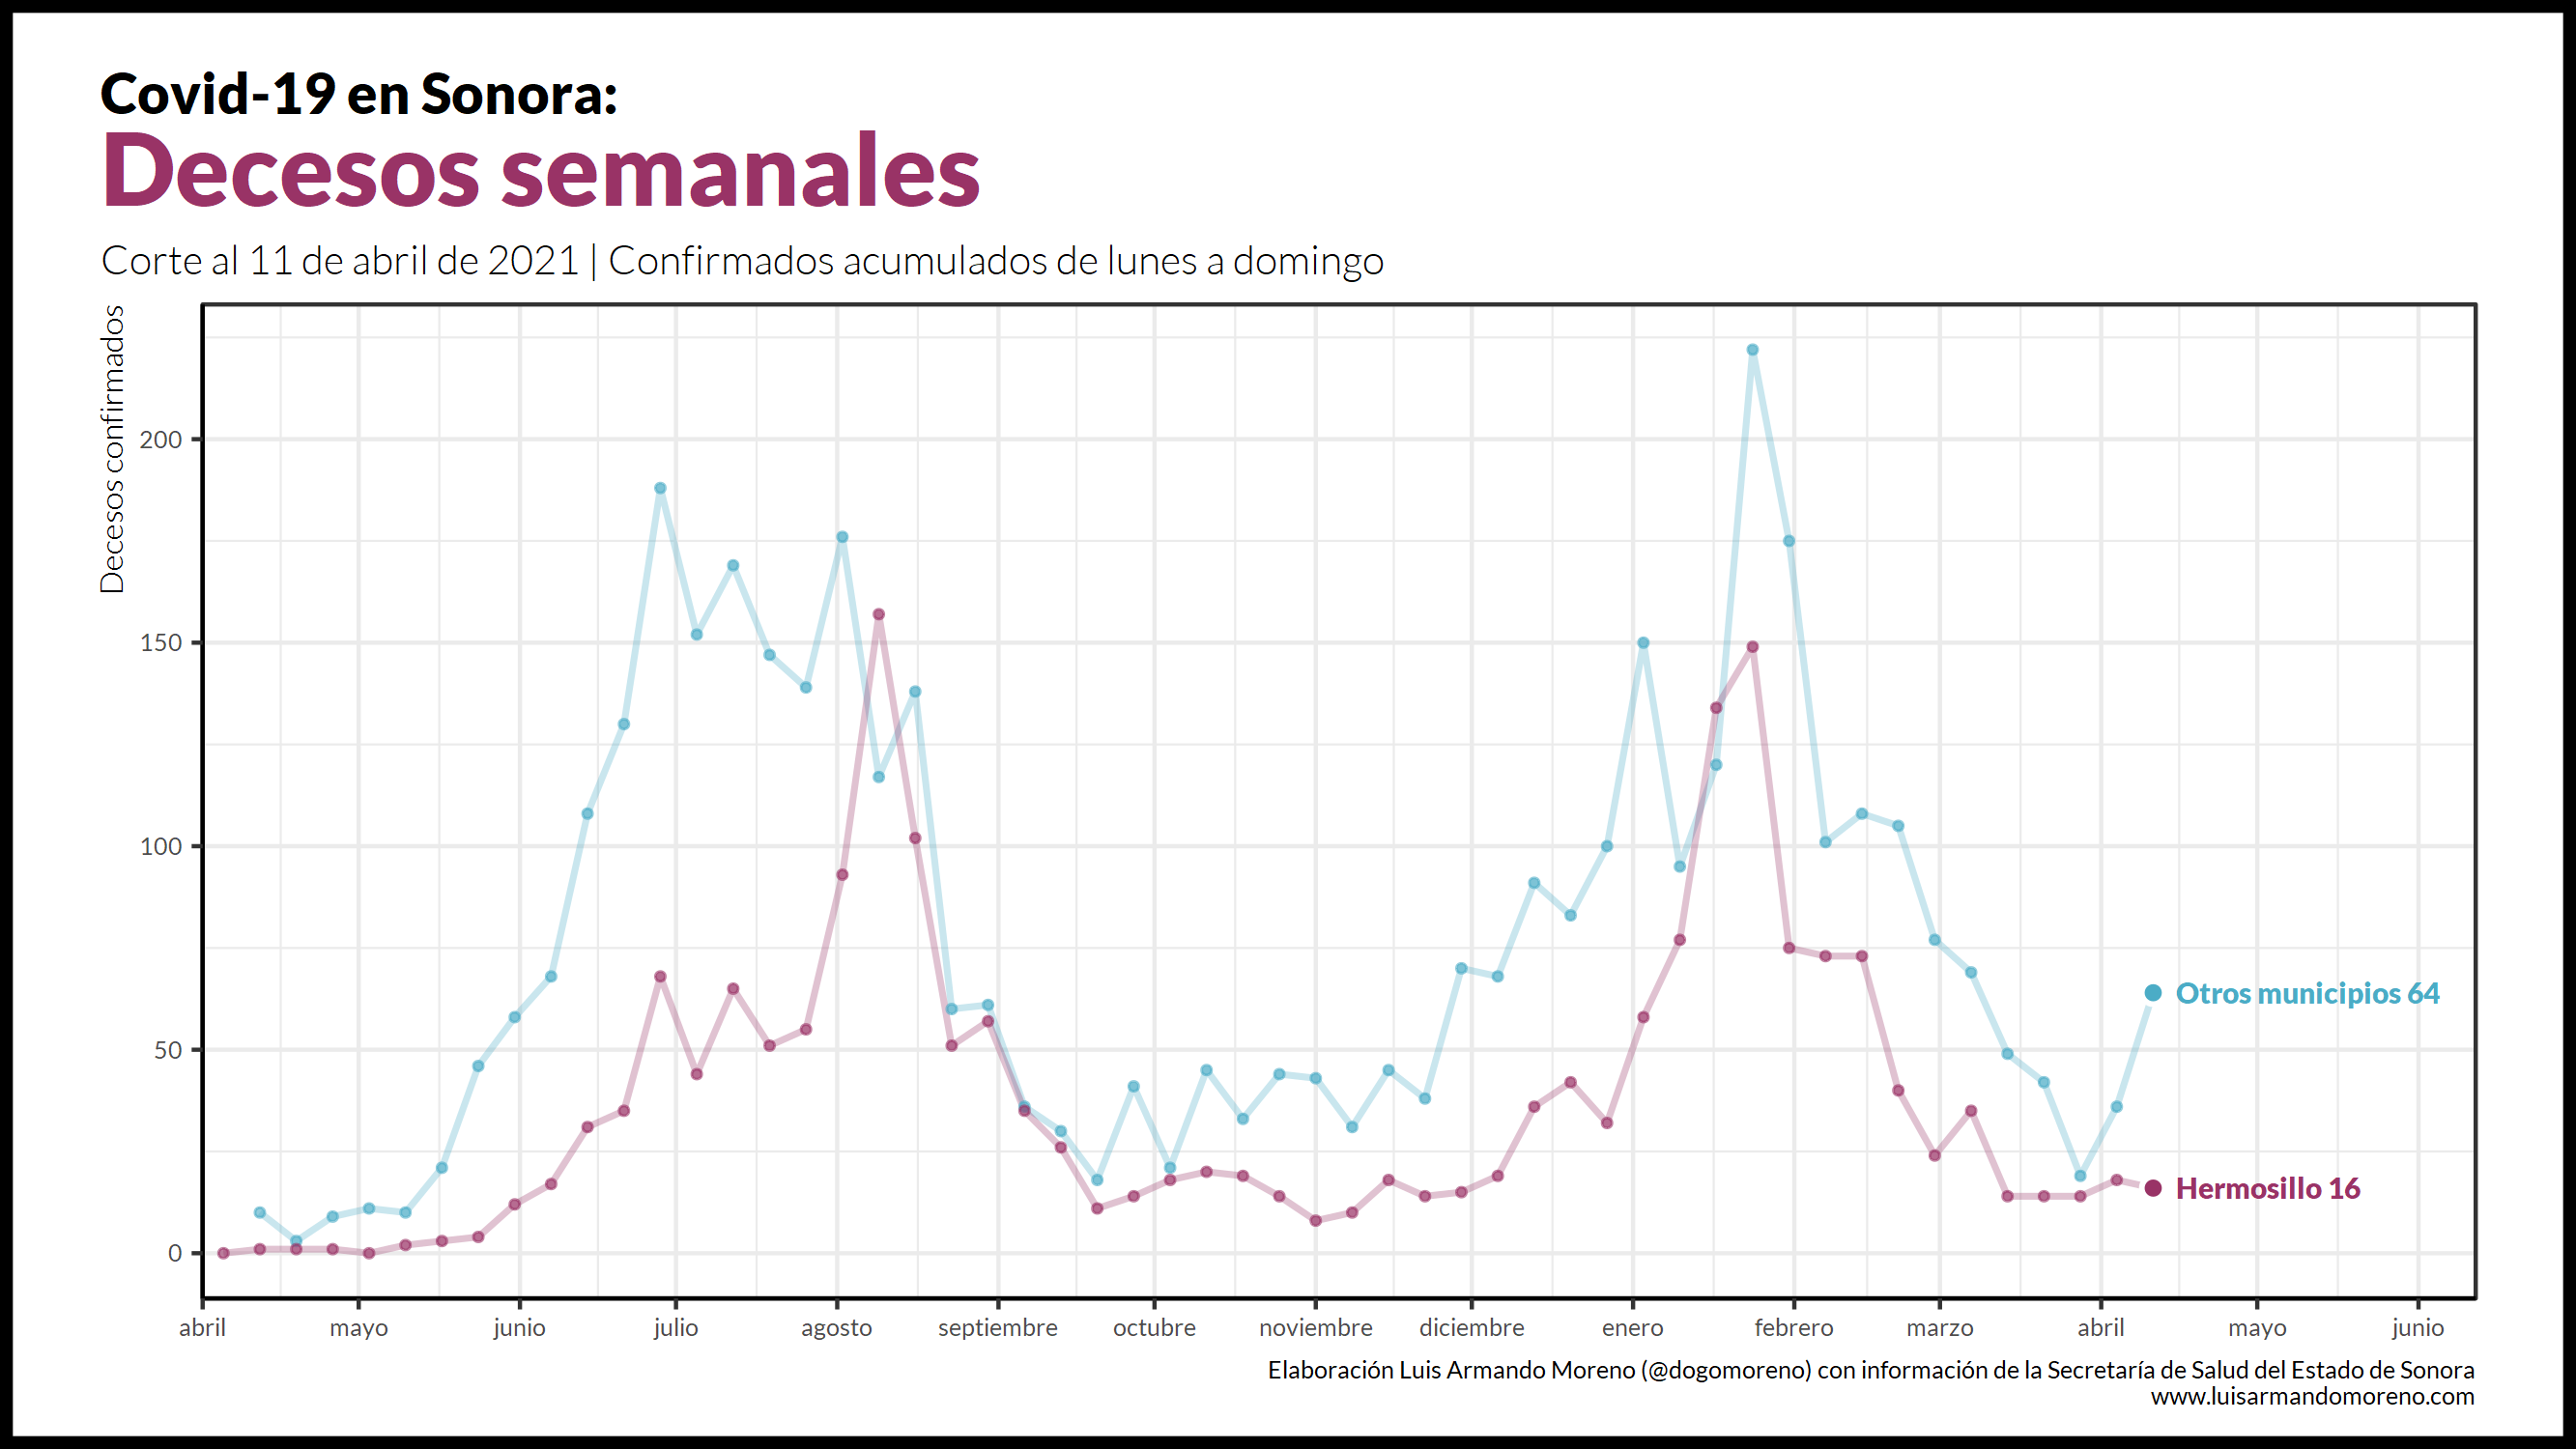 Covid-19 en Sonora:
Decesos semanales
Corte al 11 de abril de 2021 | Confirmados acumulados de lunes a domingo
Decesos confirmados
200
150
100
50
0
Otros municipios 64
Hermosillo 16
abril mayo junio julio agosto septiembre octubre noviembre diciembre enero febrero marzo abril mayo junio
Elaboración Luis Armando Moreno (@dogomoreno) con información de la Secretaría de Salud del Estado de Sonora
www.luisarmandomoreno.com